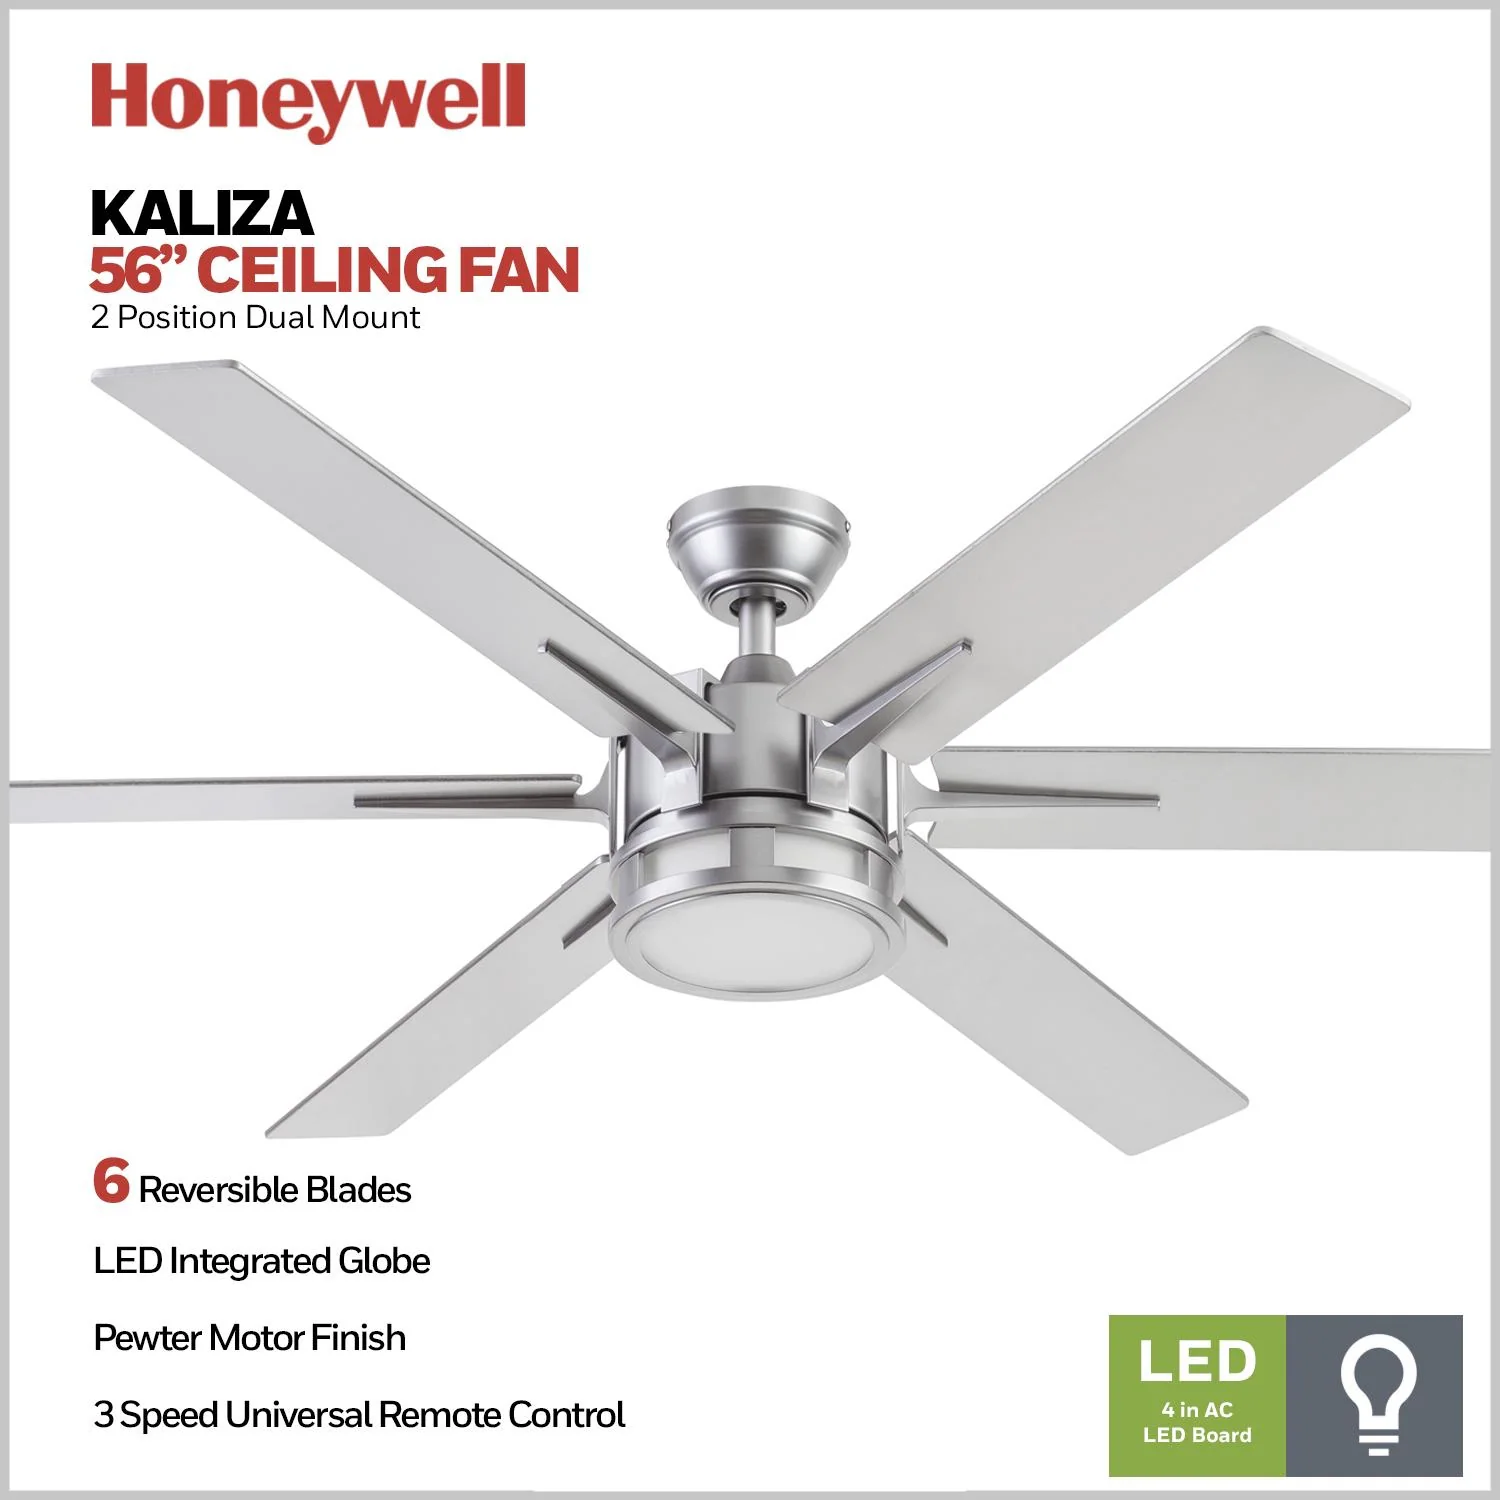 Honeywell
KALIZA
56” CEILING FAN
2 Position Dual Mount
6 Reversible Blades
LED Integrated Globe
Pewter Motor Finish
3 Speed Universal Remote Control
LED
4 in AC
LED Board